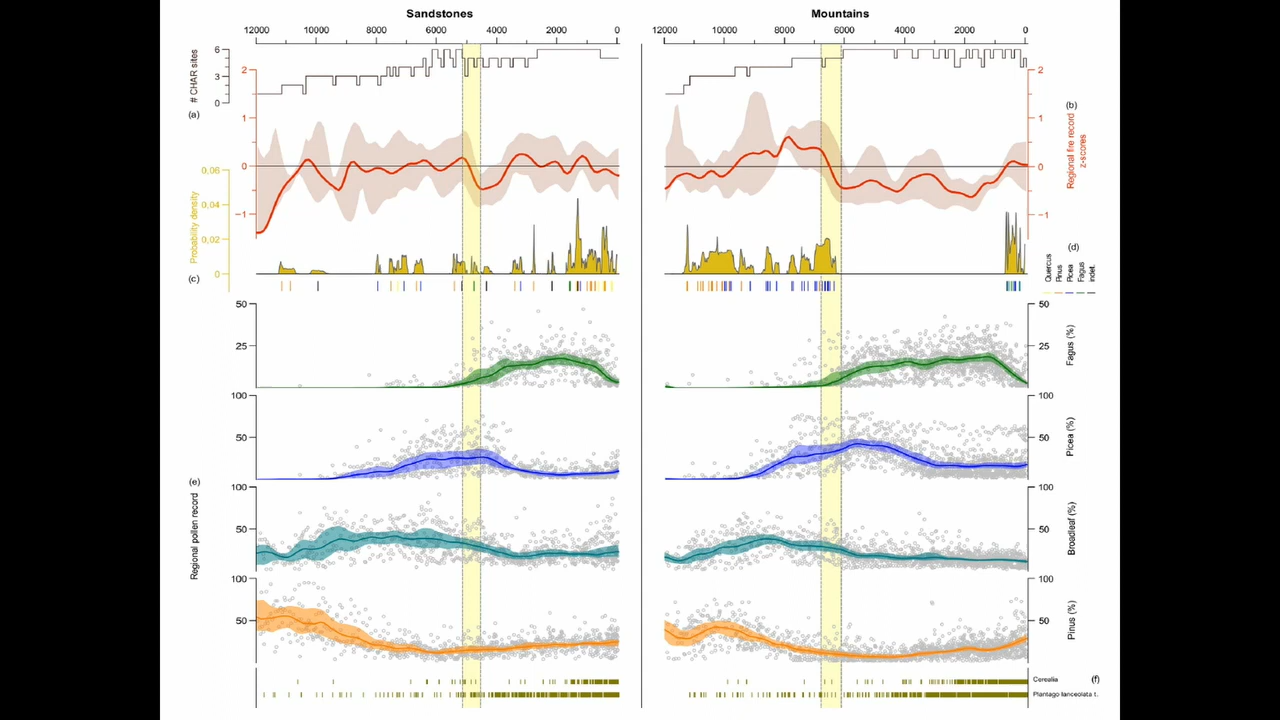 Sandstones Mountains
12000 10000 8000 6000 4000 2000 0 12000 10000 8000 6000 4000 2000 0
# CHAR sites
6
3
0
(a)
2
1
0
−1
2
1
0
−1
(b)
Regional fire record
z-scores
Probability density
0.06
0.04
0.02
0
(c)
(d)
Quercus
Pinus
Picea
Fagus
indet.
50
25
50
25
Fagus (%)
100
50
100
50
Picea (%)
(e)
Regional pollen record
100
50
100
50
Broadleaf (%)
100
50
100
50
Pinus (%)
Cerealia (f)
Plantago lanceolata t.